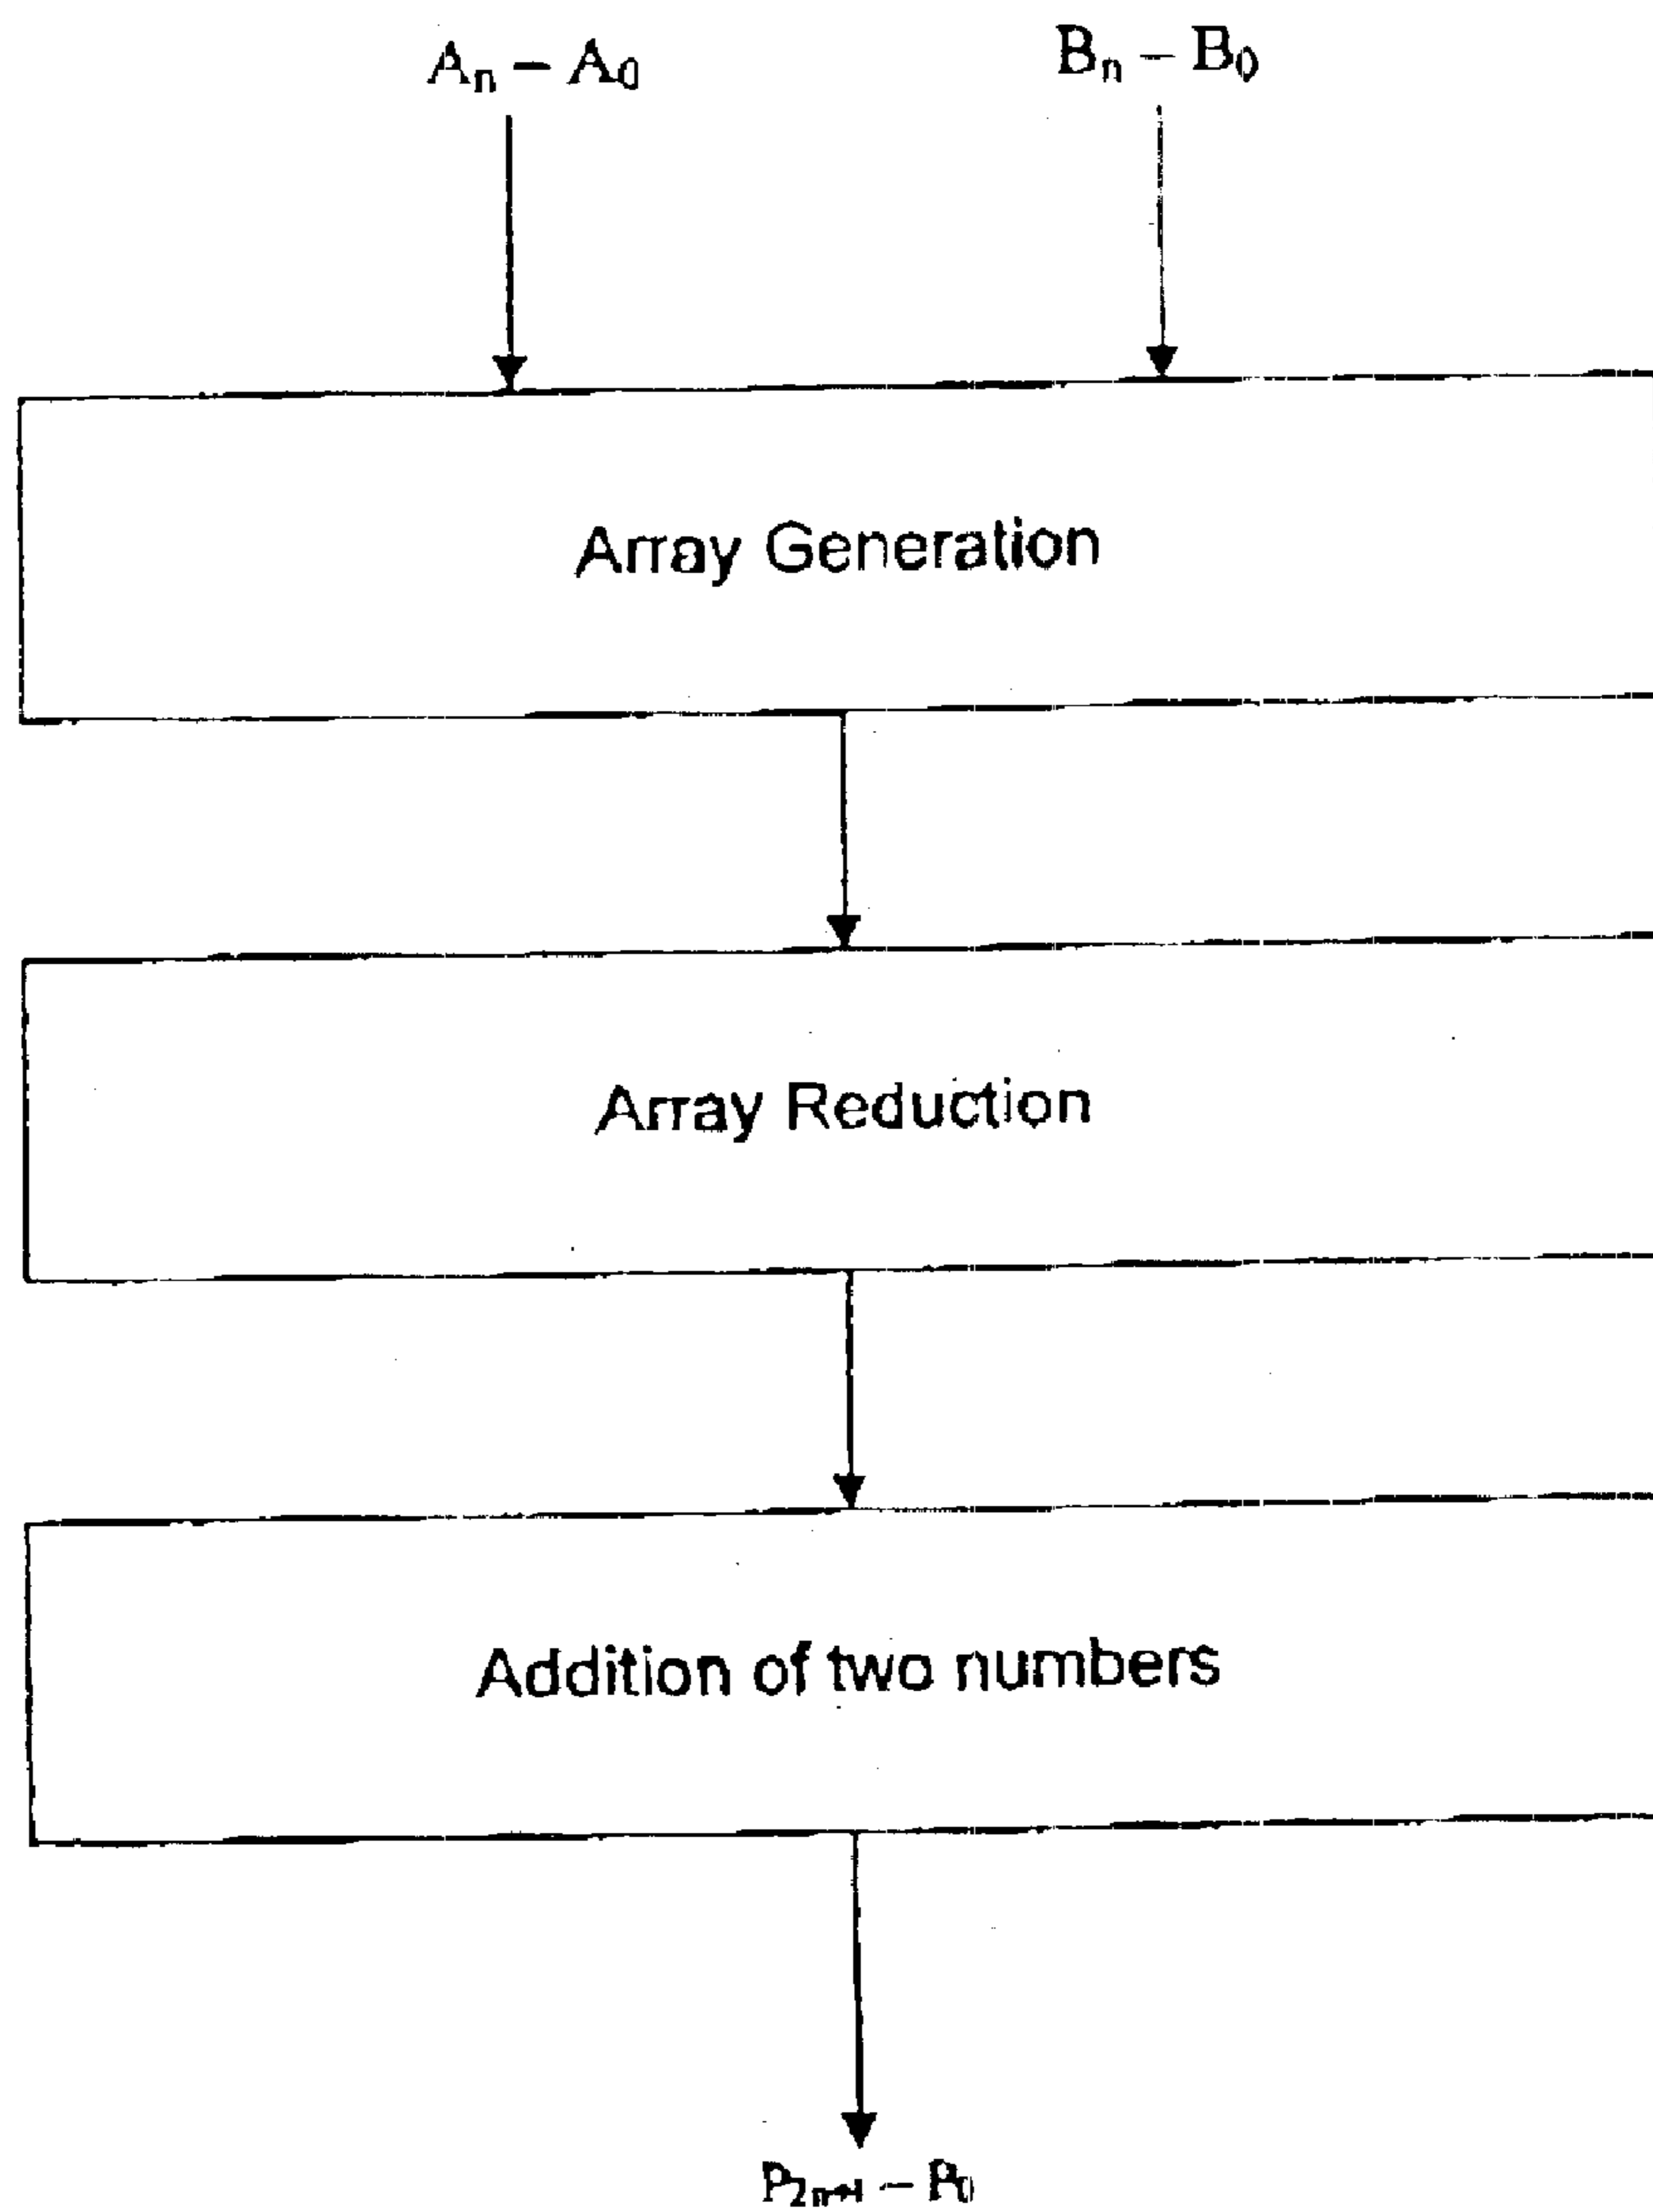 Aₙ – A₀
Bₙ – B₀
Array Generation
Array Reduction
Addition of two numbers
P₂ₙ₊₁ – P₀